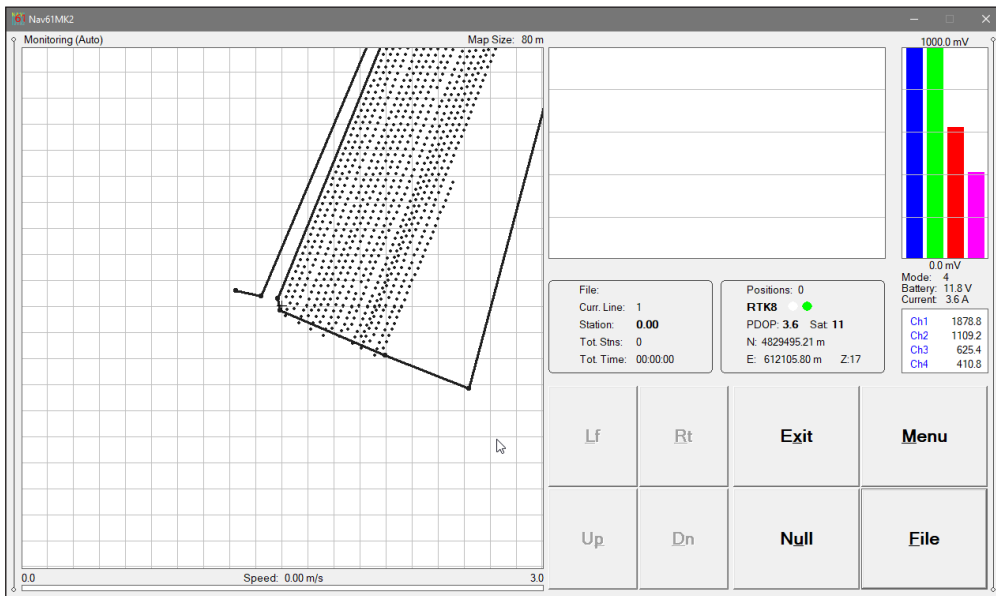 Nav61MK2
Monitoring (Auto) Map Size: 80 m
0.0 Speed: 0.00 m/s 3.0
1000.0 mV
0.0 mV
Mode: 4
Battery: 11.8 V
Current: 3.6 A
Ch1 1878.8
Ch2 1109.2
Ch3 625.4
Ch4 410.8
File:
Curr. Line: 1
Station: 0.00
Tot. Stns: 0
Tot. Time: 00:00:00
Positions: 0
RTK8
PDOP: 3.6 Sat: 11
N: 4829495.21 m
E: 612105.80 m Z:17
Lf Rt Exit Menu
Up Dn Null File